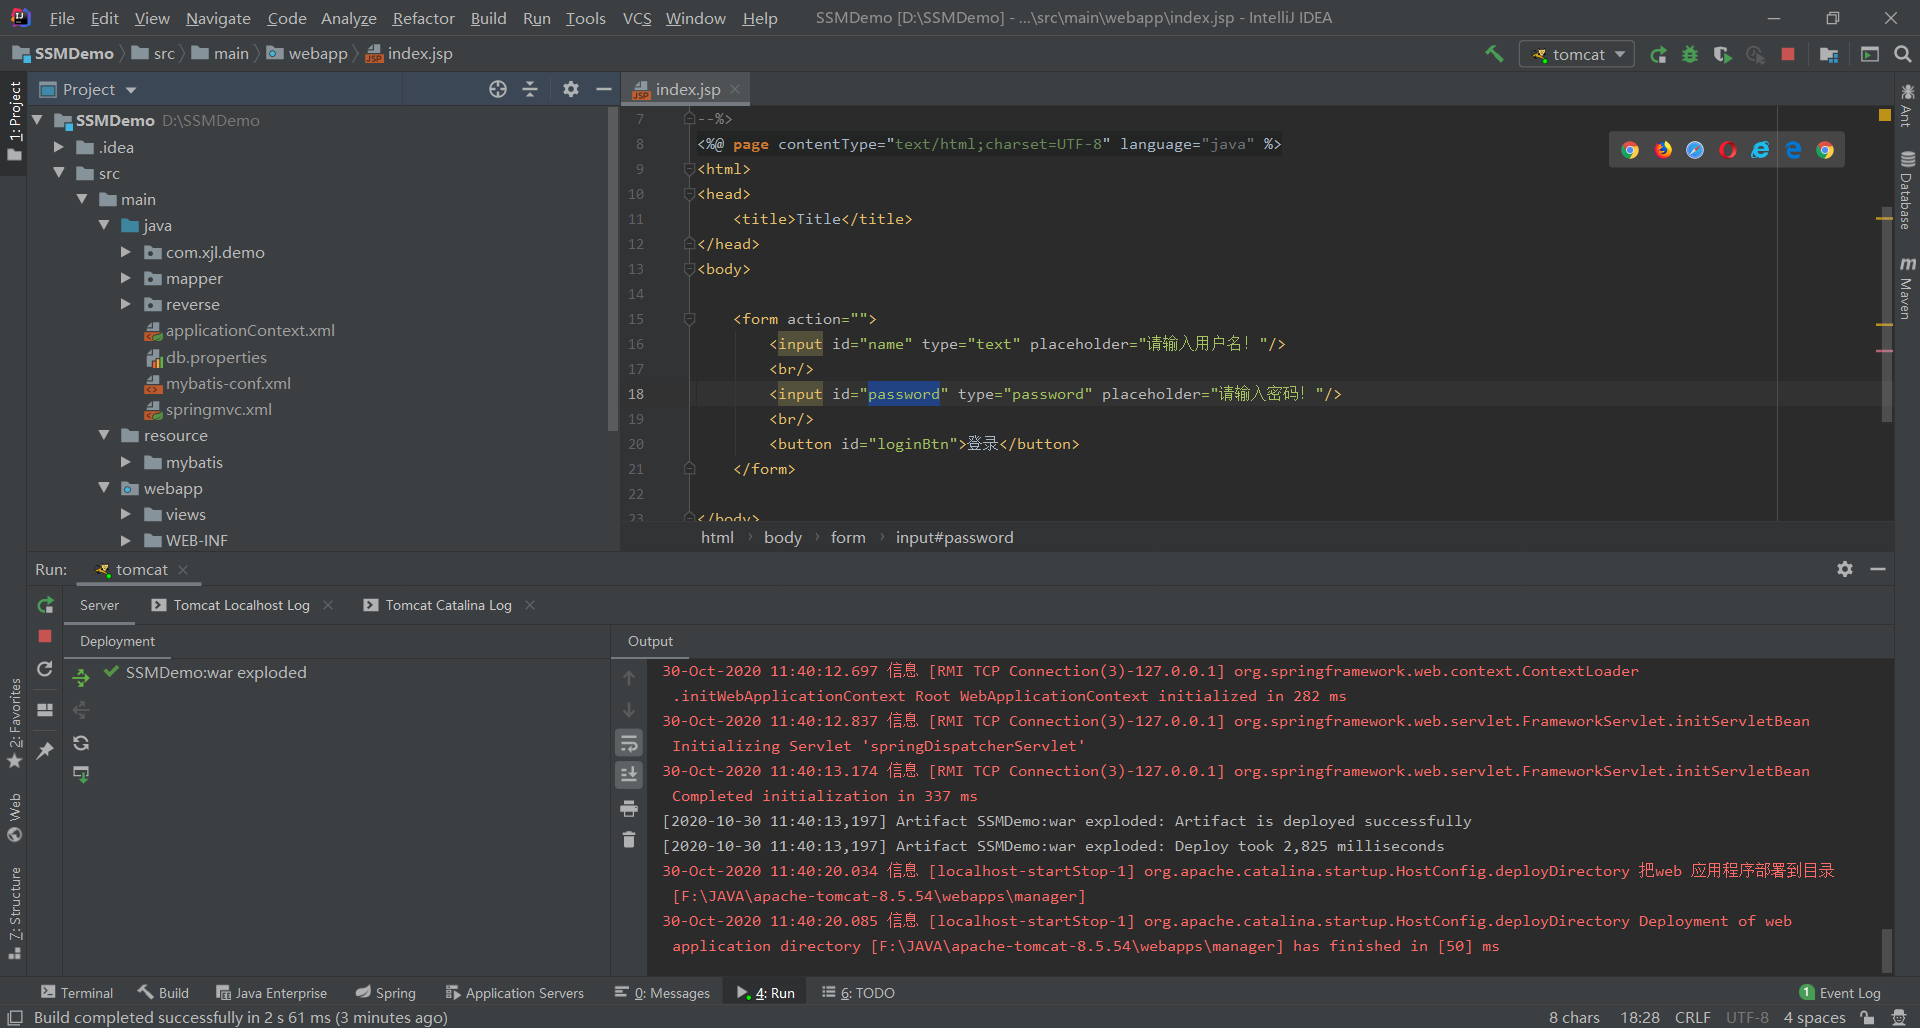 File Edit View Navigate Code Analyze Refactor Build Run Tools VCS Window Help SSMDemo [D:\SSMDemo] - ...\src\main\webapp\index.jsp - IntelliJ IDEA
SSMDemo src main webapp index.jsp tomcat
1: Project
2: Favorites
Web
7: Structure
Project
SSMDemo D:\SSMDemo
.idea
src
main
java
com.xjl.demo
mapper
reverse
applicationContext.xml
db.properties
mybatis-conf.xml
springmvc.xml
resource
mybatis
webapp
views
WEB-INF
index.jsp
7 --%>
8 <%@ page contentType="text/html;charset=UTF-8" language="java" %>
9 <html>
10 <head>
11 <title>Title</title>
12 </head>
13 <body>
14
15 <form action="">
16 <input id="name" type="text" placeholder="请输入用户名！"/>
17 <br/>
18 <input id="password" type="password" placeholder="请输入密码！"/>
19 <br/>
20 <button id="loginBtn">登录</button>
21 </form>
22
23 </body>
html body form input#password
Ant
Database
Maven
Run: tomcat
Server Tomcat Localhost Log Tomcat Catalina Log
Deployment
SSMDemo:war exploded
Output
30-Oct-2020 11:40:12.697 信息 [RMI TCP Connection(3)-127.0.0.1] org.springframework.web.context.ContextLoader
.initWebApplicationContext Root WebApplicationContext initialized in 282 ms
30-Oct-2020 11:40:12.837 信息 [RMI TCP Connection(3)-127.0.0.1] org.springframework.web.servlet.FrameworkServlet.initServletBean
Initializing Servlet 'springDispatcherServlet'
30-Oct-2020 11:40:13.174 信息 [RMI TCP Connection(3)-127.0.0.1] org.springframework.web.servlet.FrameworkServlet.initServletBean
Completed initialization in 337 ms
[2020-10-30 11:40:13,197] Artifact SSMDemo:war exploded: Artifact is deployed successfully
[2020-10-30 11:40:13,197] Artifact SSMDemo:war exploded: Deploy took 2,825 milliseconds
30-Oct-2020 11:40:20.034 信息 [localhost-startStop-1] org.apache.catalina.startup.HostConfig.deployDirectory 把web 应用程序部署到目录
[F:\JAVA\apache-tomcat-8.5.54\webapps\manager]
30-Oct-2020 11:40:20.085 信息 [localhost-startStop-1] org.apache.catalina.startup.HostConfig.deployDirectory Deployment of web
application directory [F:\JAVA\apache-tomcat-8.5.54\webapps\manager] has finished in [50] ms
Terminal Build Java Enterprise Spring Application Servers 0: Messages 4: Run 6: TODO 1 Event Log
Build completed successfully in 2 s 61 ms (3 minutes ago) 8 chars 18:28 CRLF UTF-8 4 spaces